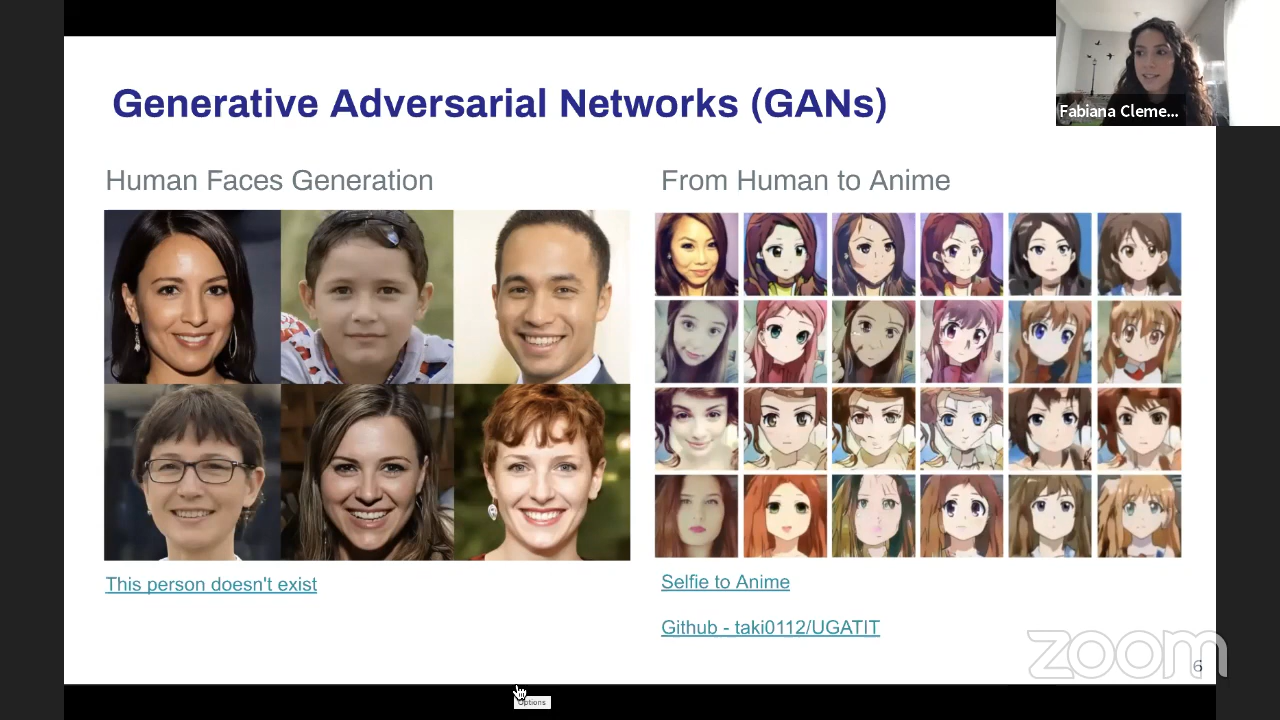 Generative Adversarial Networks (GANs)
Fabiana Cleme...
Human Faces Generation
From Human to Anime
This person doesn't exist
Selfie to Anime
Github - taki0112/UGATIT
zoom
6
Options